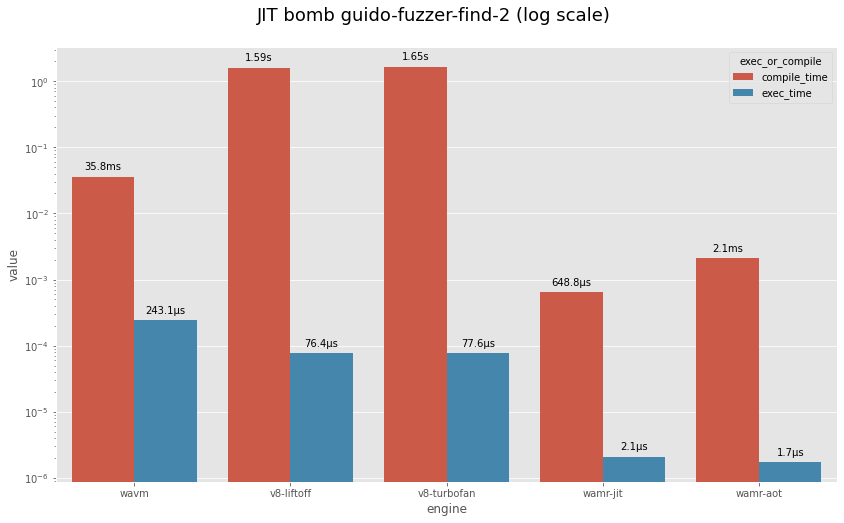 JIT bomb guido-fuzzer-find-2 (log scale)
exec_or_compile
compile_time
exec_time
value
10⁰
10⁻¹
10⁻²
10⁻³
10⁻⁴
10⁻⁵
10⁻⁶
35.8ms
243.1µs
1.59s
76.4µs
1.65s
77.6µs
648.8µs
2.1µs
2.1ms
1.7µs
wavm
v8-liftoff
v8-turbofan
wamr-jit
wamr-aot
engine